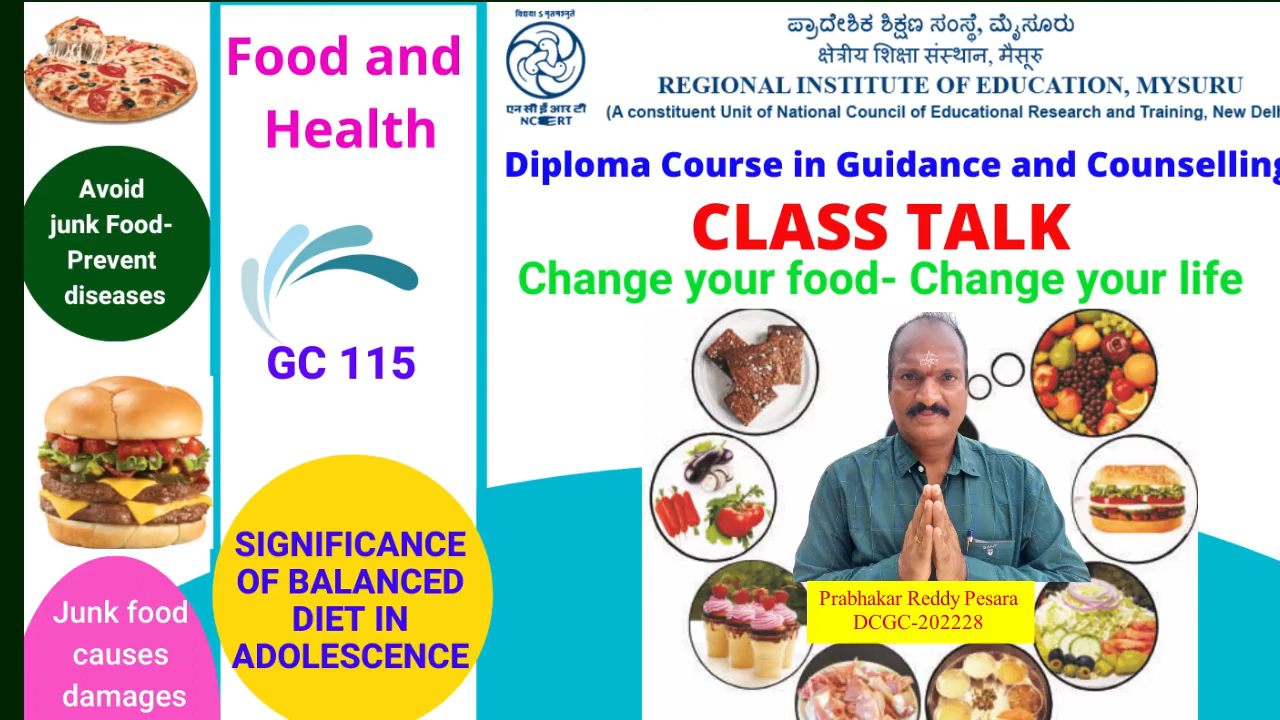 Food and
Health
Avoid
junk Food-
Prevent
diseases
GC 115
SIGNIFICANCE
OF BALANCED
DIET IN
ADOLESCENCE
Junk food
causes
damages
एन सी ई आर टी
NCERT
ಪ್ರಾದೇಶಿಕ ಶಿಕ್ಷಣ ಸಂಸ್ಥೆ, ಮೈಸೂರು
क्षेत्रीय शिक्षा संस्थान, मैसूरु
REGIONAL INSTITUTE OF EDUCATION, MYSURU
(A constituent Unit of National Council of Educational Research and Training, New Delh
Diploma Course in Guidance and Counselling
CLASS TALK
Change your food- Change your life
Prabhakar Reddy Pesara
DCGC-202228